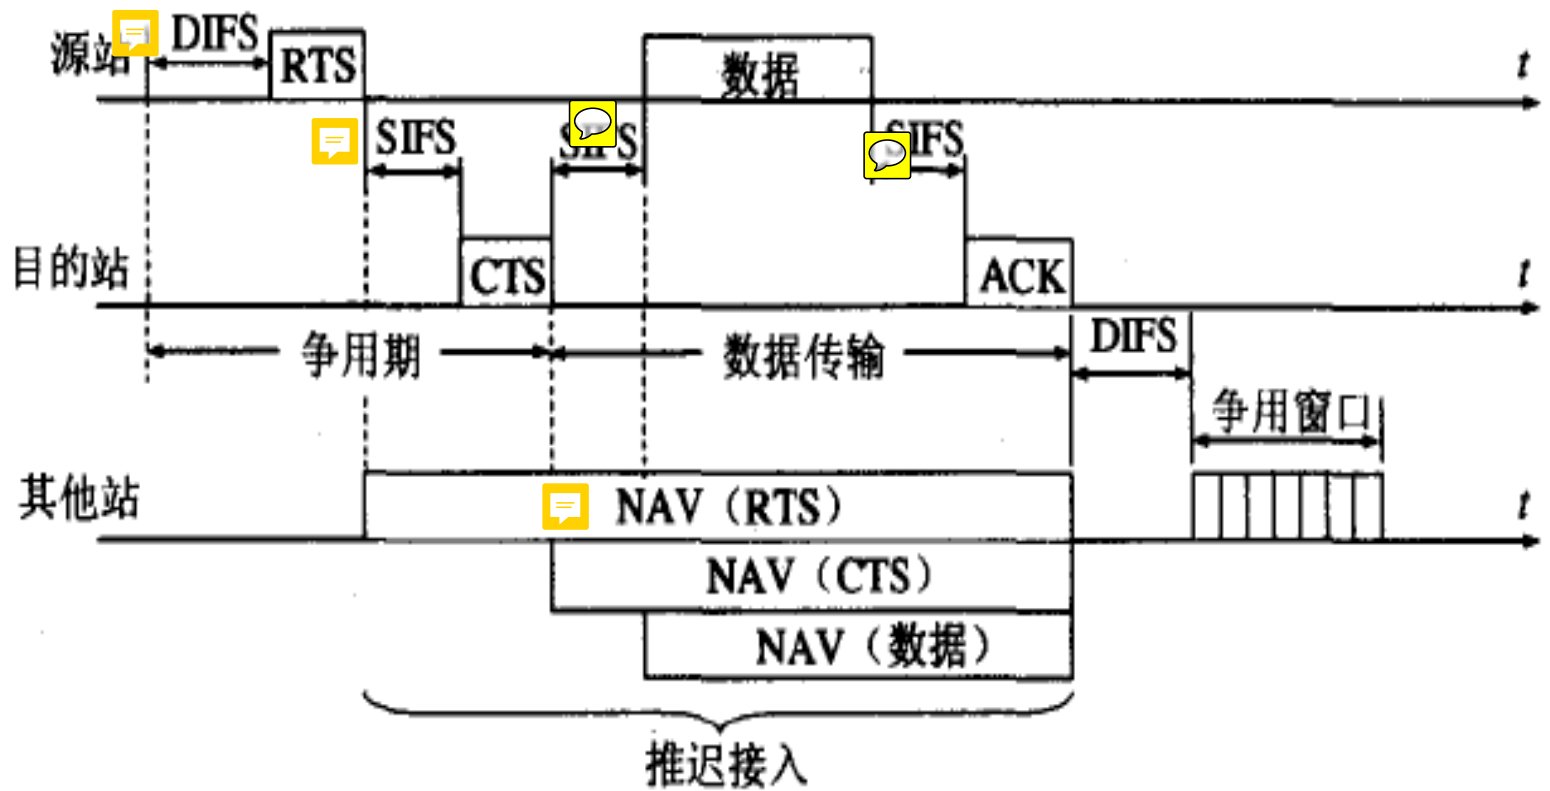 源站 DIFS RTS 数据 t
SIFS SIFS SIFS
目的站 CTS ACK t
争用期 数据传输 DIFS
争用窗口
其他站 NAV（RTS） t
NAV（CTS）
NAV（数据）
推迟接入